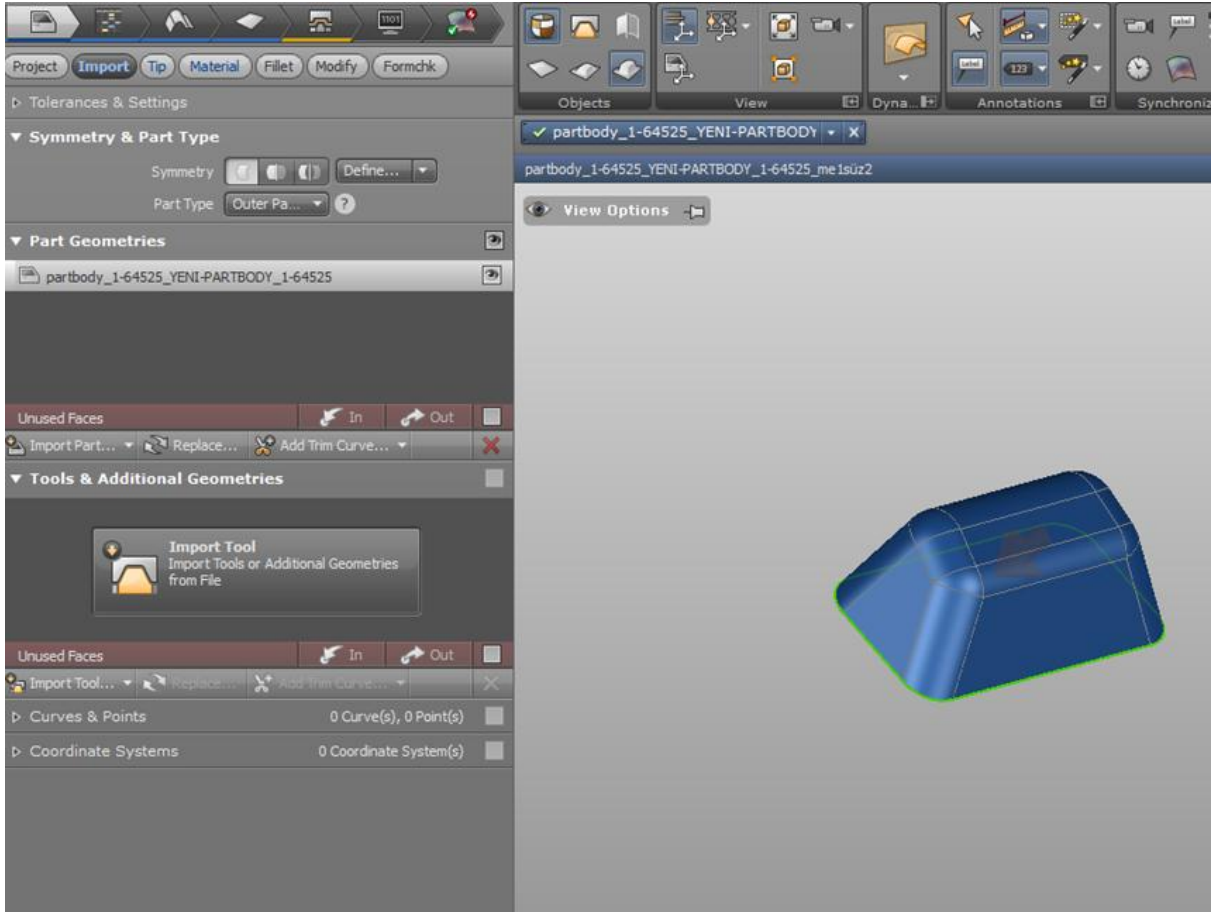 1101
Project Import Tip Material Fillet Modify Formchk
Tolerances & Settings
Symmetry & Part Type
Symmetry Define...
Part Type Outer Pa... ?
Part Geometries
partbody_1-64525_YENI-PARTBODY_1-64525
Unused Faces In Out
Import Part... Replace... Add Trim Curve...
Tools & Additional Geometries
Import Tool
Import Tools or Additional Geometries
from File
Unused Faces In Out
Import Tool... Replace... Add Trim Curve...
Curves & Points 0 Curve(s), 0 Point(s)
Coordinate Systems 0 Coordinate System(s)
Label 123 Label
Objects View Dyna... Annotations Synchroniz
partbody_1-64525_YENI-PARTBODY X
partbody_1-64525_YENI-PARTBODY_1-64525_me1süz2
View Options